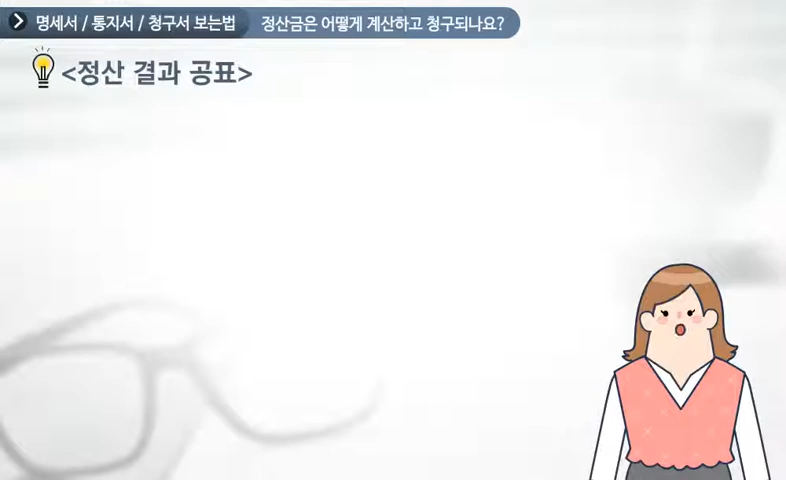 명세서 / 통지서 / 청구서 보는법 정산금은 어떻게 계산하고 청구되나요?
<정산 결과 공표>